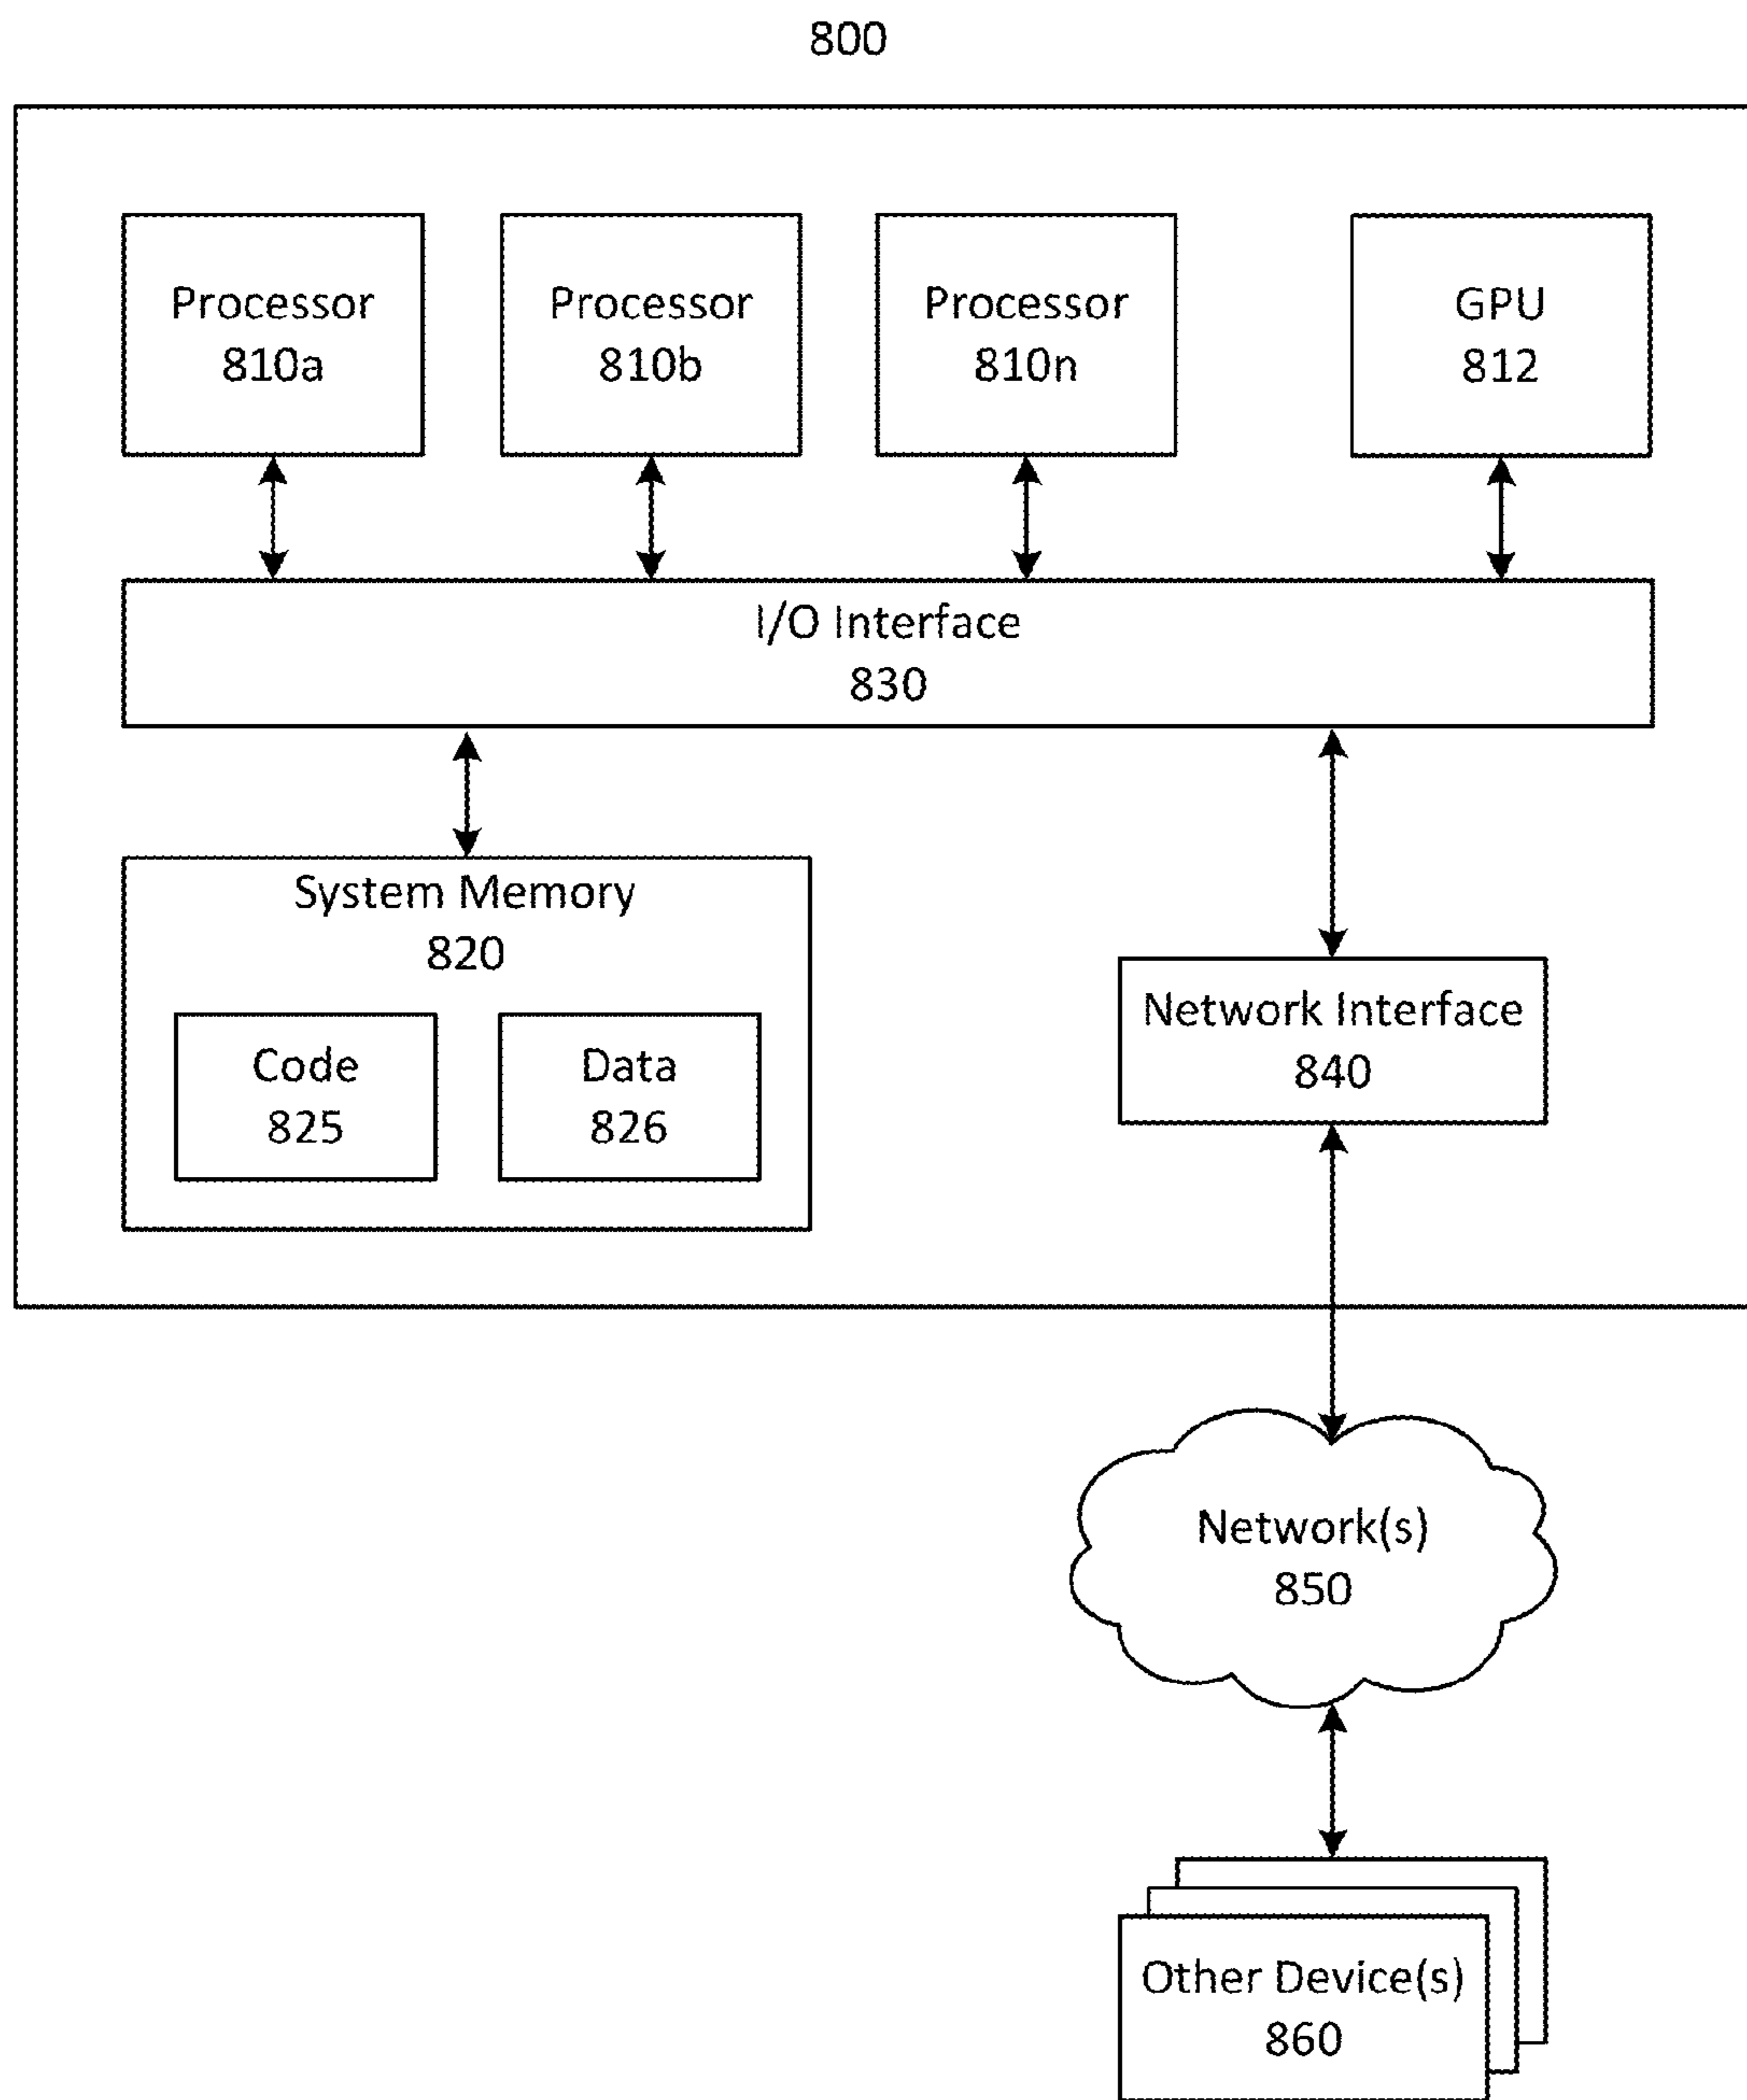 800
Processor
810a
Processor
810b
Processor
810n
GPU
812
I/O Interface
830
System Memory
820
Code
825
Data
826
Network Interface
840
Network(s)
850
Other Device(s)
860